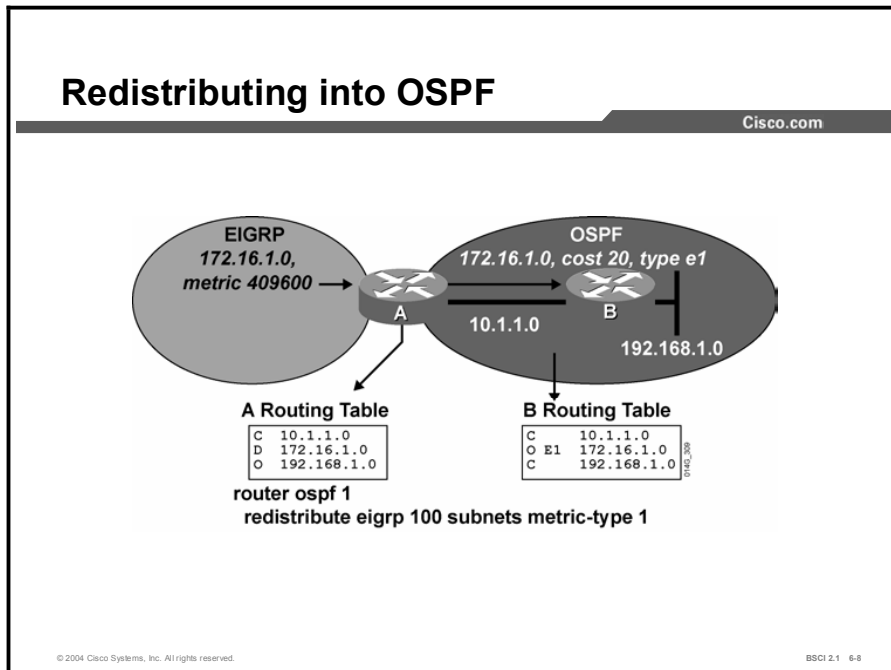 Redistributing into OSPF
Cisco.com
EIGRP
172.16.1.0,
metric 409600
OSPF
172.16.1.0, cost 20, type e1
A
B
10.1.1.0
192.168.1.0
A Routing Table
C 10.1.1.0
D 172.16.1.0
O 192.168.1.0
B Routing Table
C 10.1.1.0
O E1 172.16.1.0
C 192.168.1.0
014G_309
router ospf 1
redistribute eigrp 100 subnets metric-type 1
© 2004 Cisco Systems, Inc. All rights reserved.
BSCI 2.1 6-8